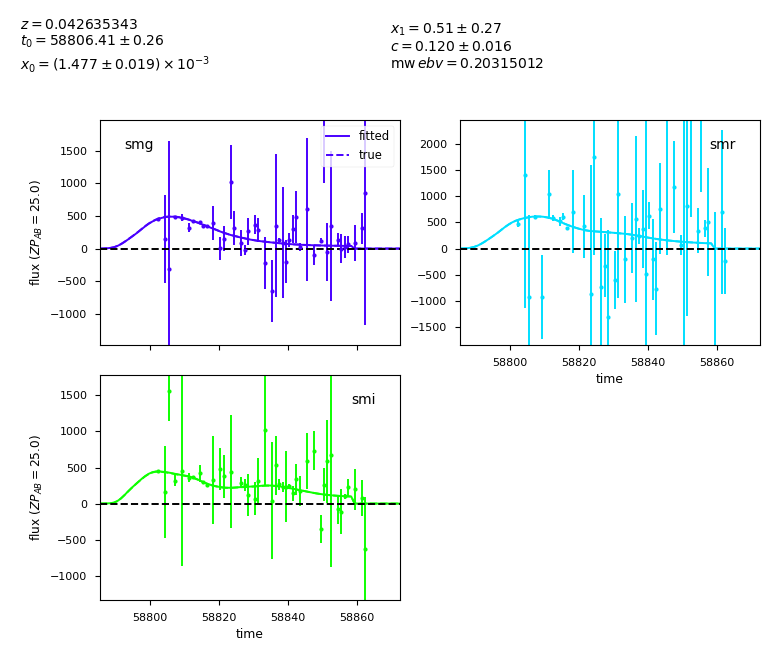 z = 0.042635343
t₀ = 58806.41 ± 0.26
x₀ = (1.477 ± 0.019) × 10⁻³
x₁ = 0.51 ± 0.27
c = 0.120 ± 0.016
mw ebv = 0.20315012
smg
fitted
true
1500
1000
500
0
−500
−1000
flux (ZP_AB = 25.0)
smr
2000
1500
1000
500
0
−500
−1000
−1500
58800 58820 58840 58860
time
smi
1500
1000
500
0
−500
−1000
flux (ZP_AB = 25.0)
58800 58820 58840 58860
time